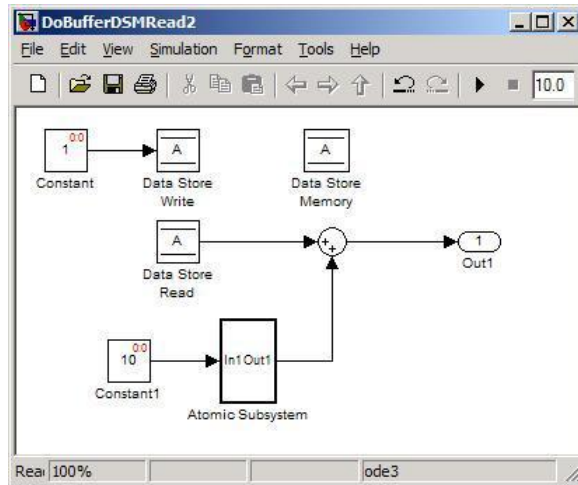 DoBufferDSMRead2
File Edit View Simulation Format Tools Help
10.0
0:0
1
Constant
A
Data Store
Write
A
Data Store
Memory
A
Data Store
Read
++
1
Out1
0:0
10
Constant1
In1 Out1
Atomic Subsystem
Rea 100% ode3